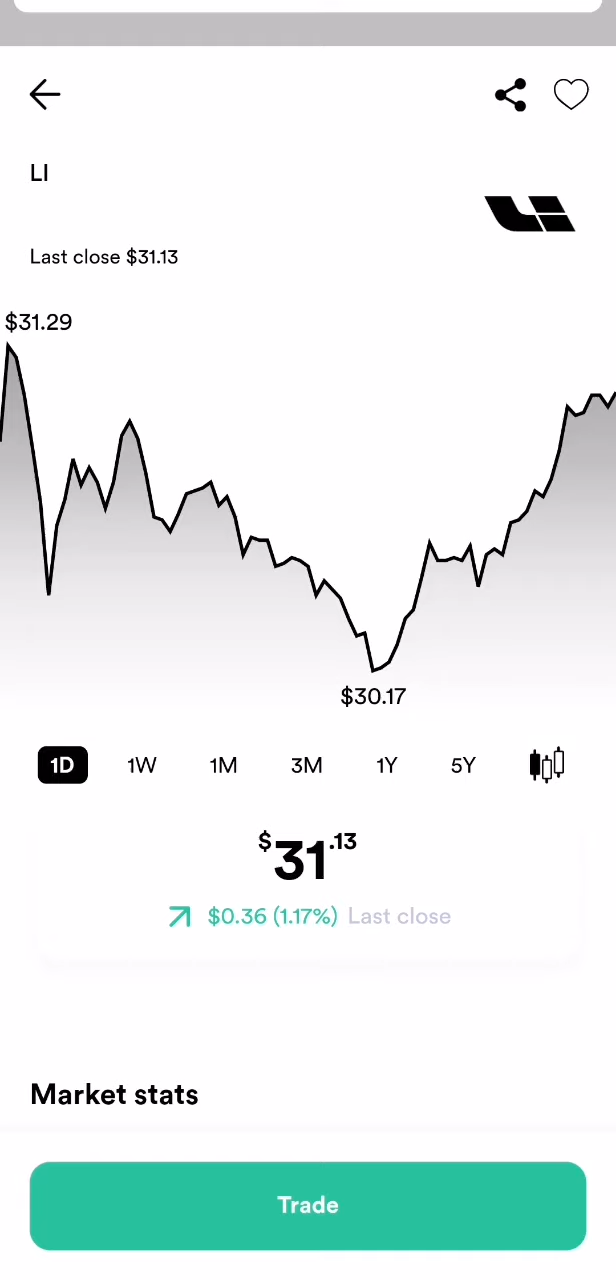 LI
Last close $31.13
$31.29
$30.17
1D 1W 1M 3M 1Y 5Y
$31.13
$0.36 (1.17%) Last close
Market stats
Trade